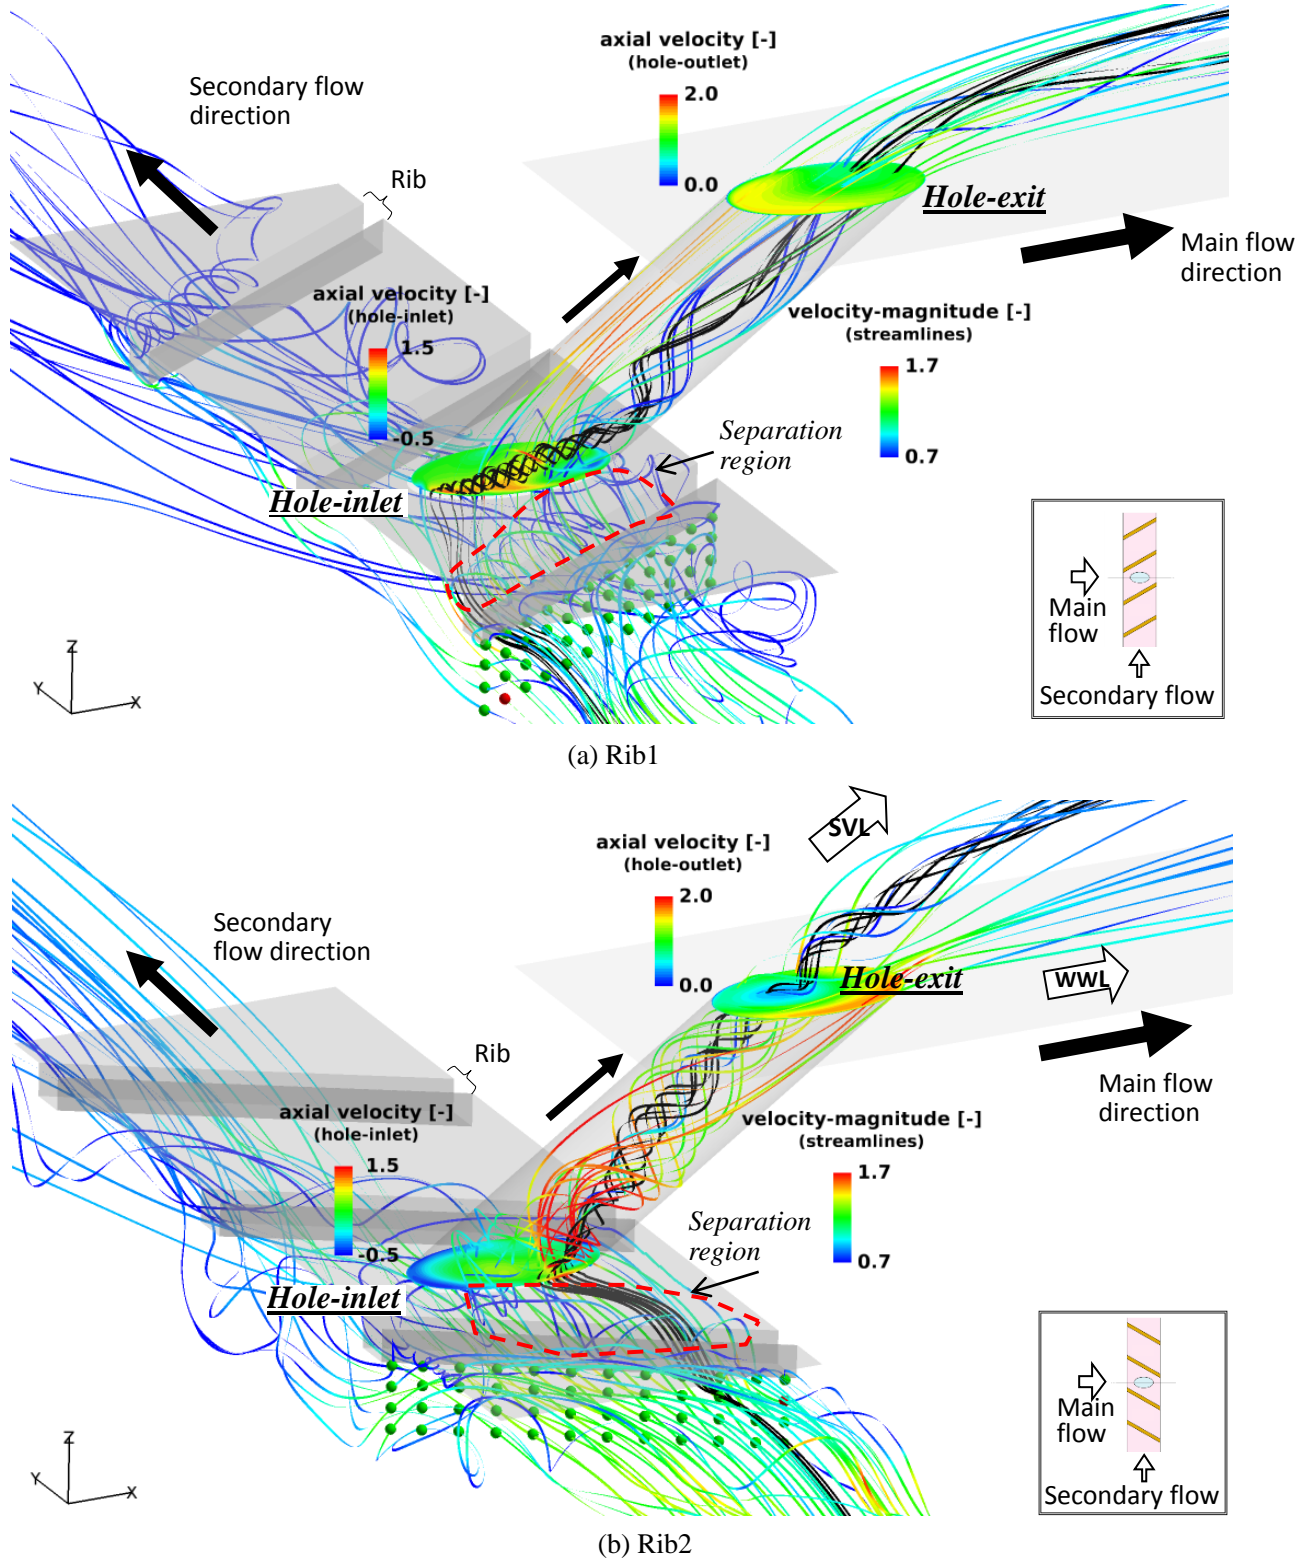 axial velocity [-]
(hole-outlet)
2.0
0.0
Secondary flow
direction
Rib
Hole-exit
Main flow
direction
axial velocity [-]
(hole-inlet)
1.5
-0.5
velocity-magnitude [-]
(streamlines)
1.7
0.7
Separation
region
Hole-inlet
Z
Y
X
Main
flow
Secondary flow
(a) Rib1
SVL
axial velocity [-]
(hole-outlet)
2.0
0.0
Secondary
flow direction
Hole-exit
WWL
Rib
Main flow
direction
axial velocity [-]
(hole-inlet)
1.5
-0.5
velocity-magnitude [-]
(streamlines)
1.7
0.7
Separation
region
Hole-inlet
Z
Y
X
Main
flow
Secondary flow
(b) Rib2